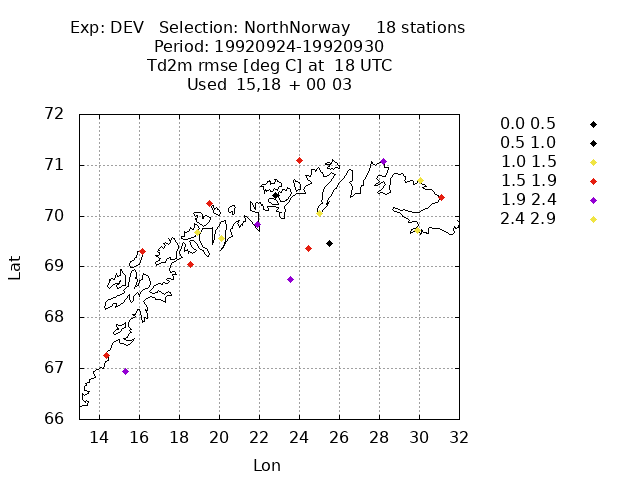 Exp: DEV   Selection: NorthNorway     18 stations
Period: 19920924-19920930
Td2m rmse [deg C] at  18 UTC
Used  15,18 + 00 03
72
71
70
69
68
67
66
Lat
14 16 18 20 22 24 26 28 30 32
Lon
0.0 0.5
0.5 1.0
1.0 1.5
1.5 1.9
1.9 2.4
2.4 2.9